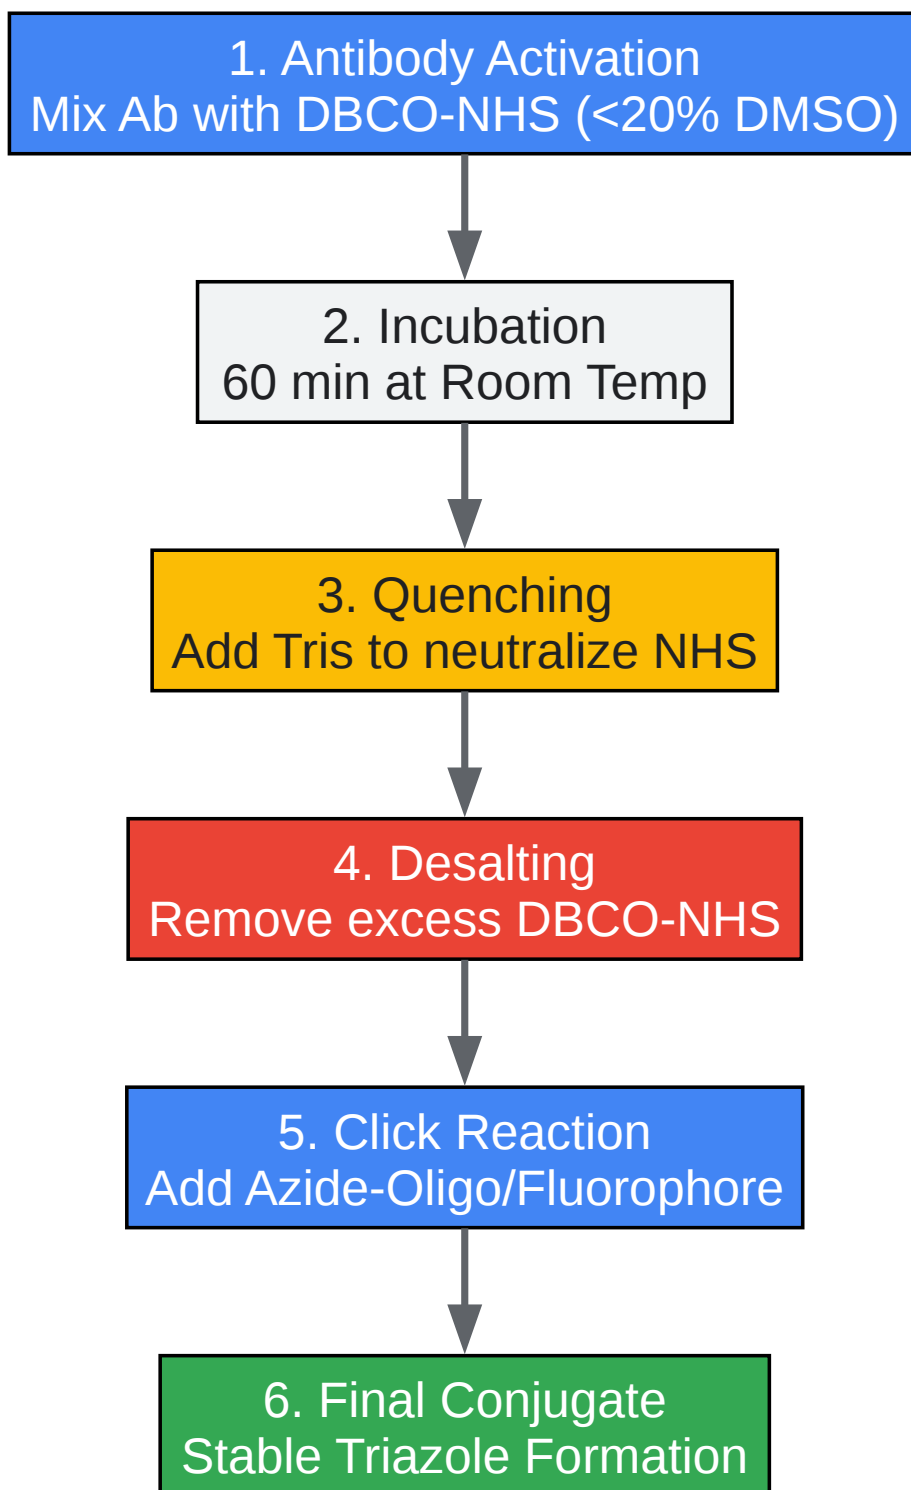 1. Antibody Activation
Mix Ab with DBCO-NHS (<20% DMSO)
2. Incubation
60 min at Room Temp
3. Quenching
Add Tris to neutralize NHS
4. Desalting
Remove excess DBCO-NHS
5. Click Reaction
Add Azide-Oligo/Fluorophore
6. Final Conjugate
Stable Triazole Formation